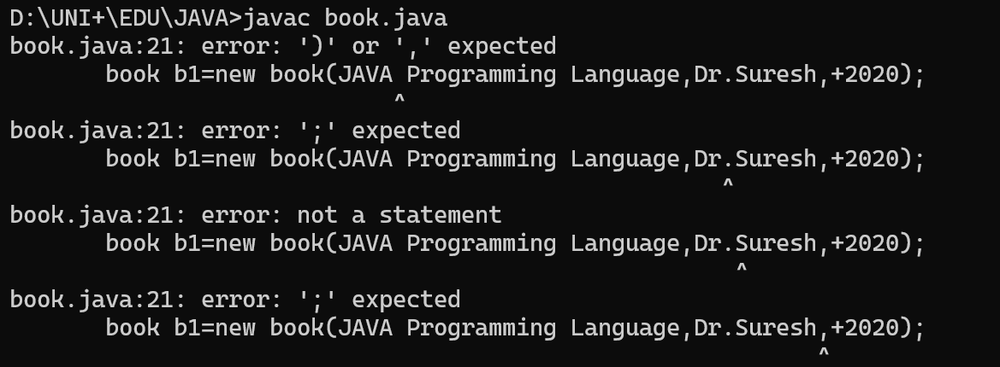 D:\UNI+\EDU\JAVA>javac book.java
book.java:21: error: ')' or ',' expected
        book b1=new book(JAVA Programming Language,Dr.Suresh,+2020);
                             ^
book.java:21: error: ';' expected
        book b1=new book(JAVA Programming Language,Dr.Suresh,+2020);
                                                     ^
book.java:21: error: not a statement
        book b1=new book(JAVA Programming Language,Dr.Suresh,+2020);
                                                      ^
book.java:21: error: ';' expected
        book b1=new book(JAVA Programming Language,Dr.Suresh,+2020);
                                                            ^